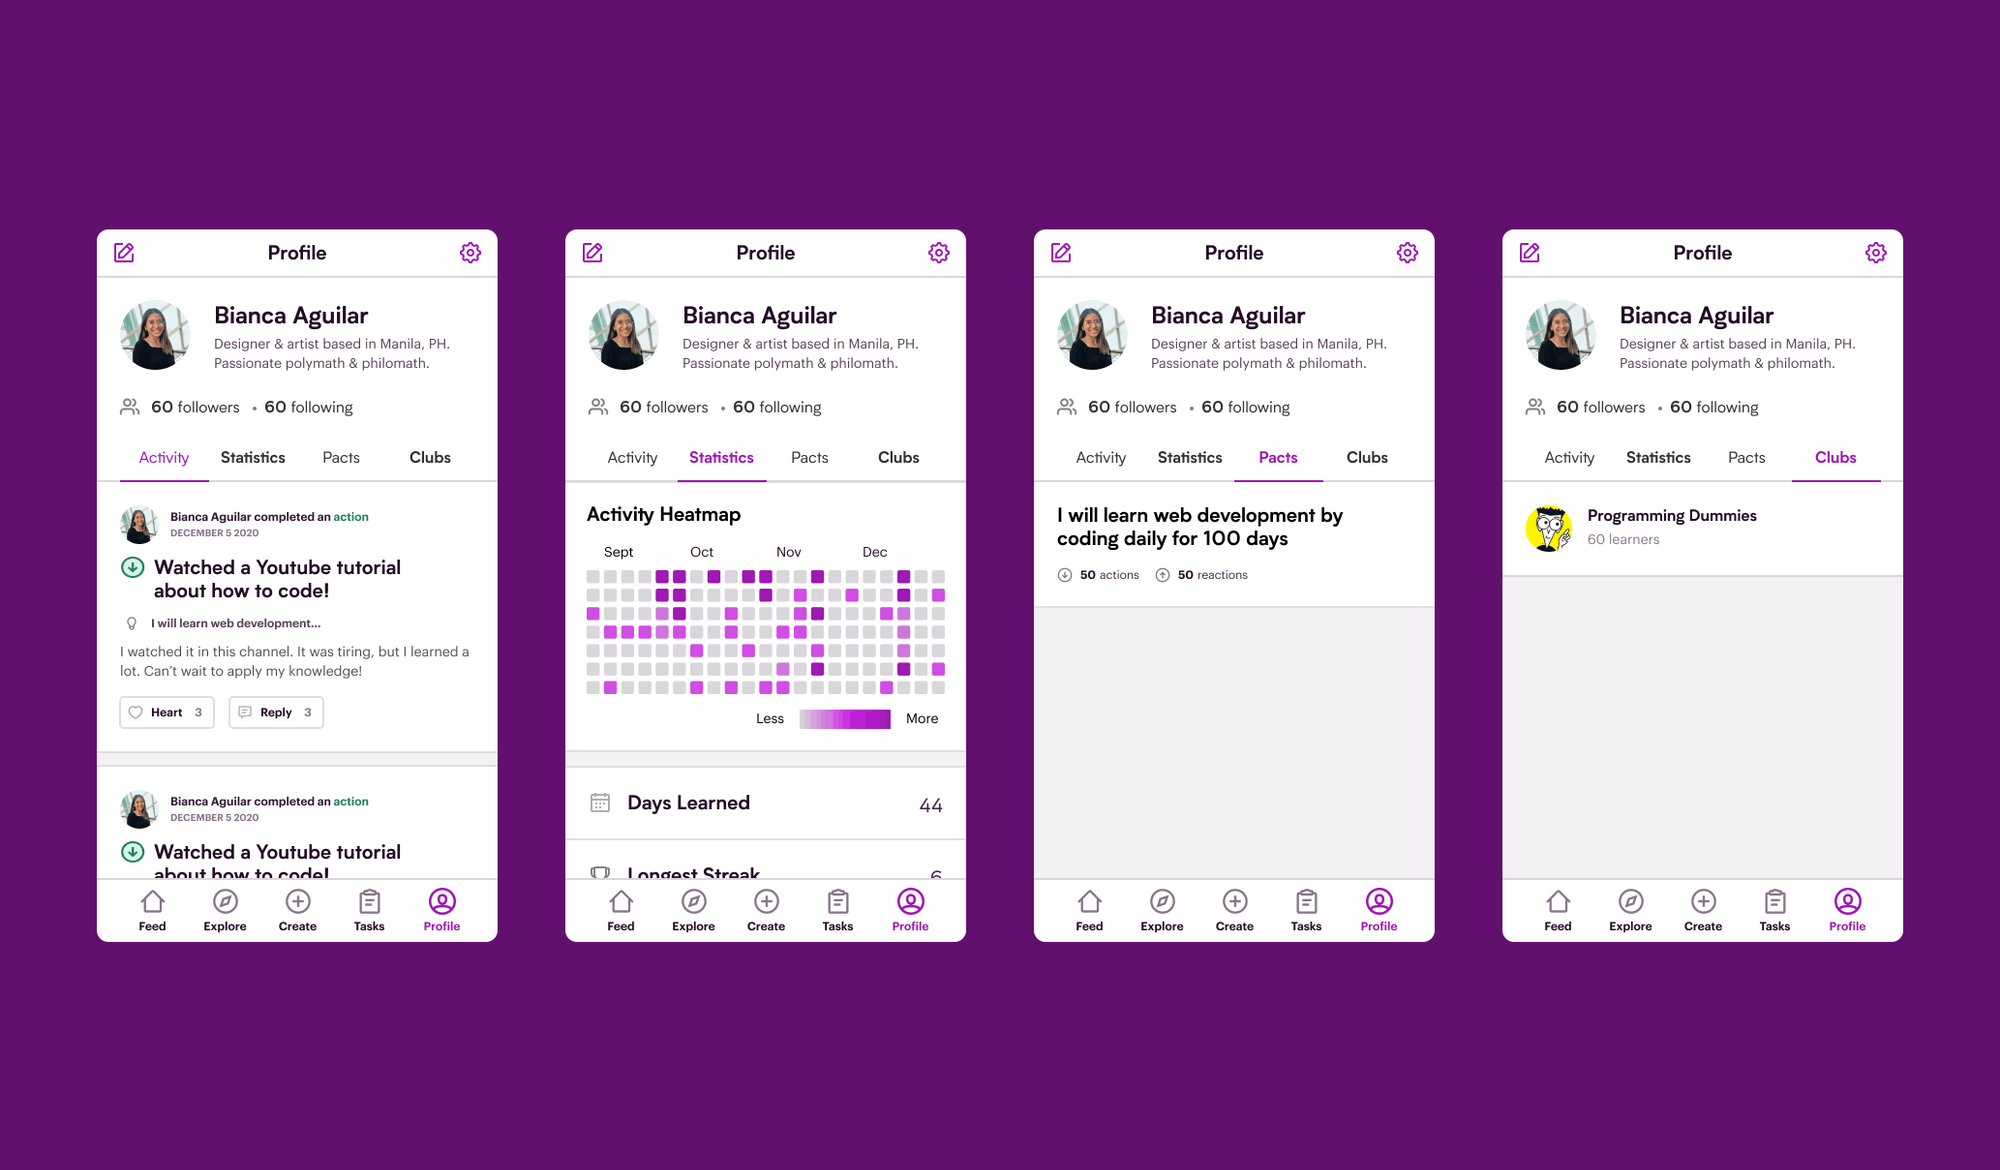 Profile
Bianca Aguilar
Designer & artist based in Manila, PH.
Passionate polymath & philomath.
60 followers • 60 following
Activity Statistics Pacts Clubs
Bianca Aguilar completed an action
DECEMBER 5 2020
Watched a Youtube tutorial
about how to code!
I will learn web development...
I watched it in this channel. It was tiring, but I learned a
lot. Can't wait to apply my knowledge!
Heart 3 Reply 3
Bianca Aguilar completed an action
DECEMBER 5 2020
Watched a Youtube tutorial
about how to code!
Feed Explore Create Tasks Profile
Profile
Bianca Aguilar
Designer & artist based in Manila, PH.
Passionate polymath & philomath.
60 followers • 60 following
Activity Statistics Pacts Clubs
Activity Heatmap
Sept Oct Nov Dec
Less More
Days Learned 44
Longest Streak 6
Feed Explore Create Tasks Profile
Profile
Bianca Aguilar
Designer & artist based in Manila, PH.
Passionate polymath & philomath.
60 followers • 60 following
Activity Statistics Pacts Clubs
I will learn web development by
coding daily for 100 days
50 actions 50 reactions
Feed Explore Create Tasks Profile
Profile
Bianca Aguilar
Designer & artist based in Manila, PH.
Passionate polymath & philomath.
60 followers • 60 following
Activity Statistics Pacts Clubs
Programming Dummies
60 learners
Feed Explore Create Tasks Profile